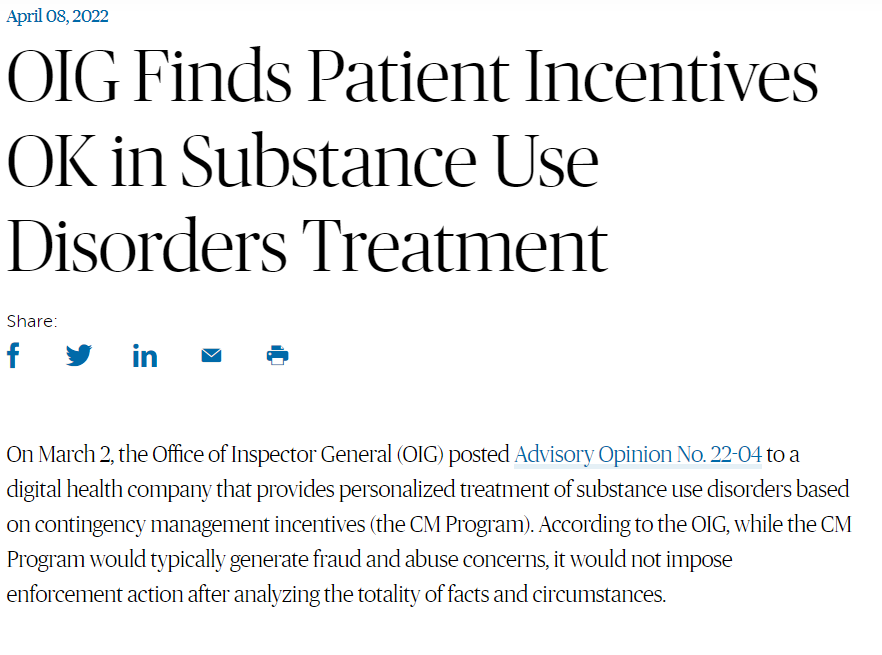 April 08, 2022
OIG Finds Patient Incentives
OK in Substance Use
Disorders Treatment
Share:
On March 2, the Office of Inspector General (OIG) posted Advisory Opinion No. 22-04 to a
digital health company that provides personalized treatment of substance use disorders based
on contingency management incentives (the CM Program). According to the OIG, while the CM
Program would typically generate fraud and abuse concerns, it would not impose
enforcement action after analyzing the totality of facts and circumstances.